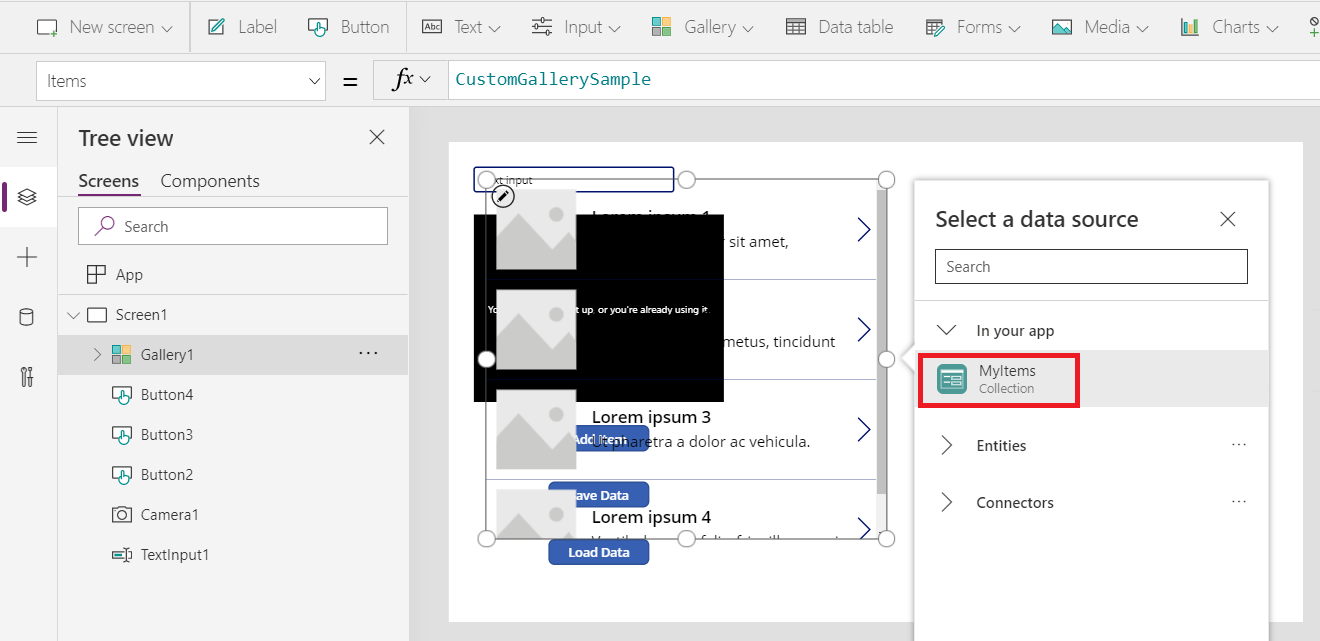 New screen
Label
Button
Abc Text
Input
Gallery
Data table
Forms
Media
Charts
Items
= fx CustomGallerySample
Tree view
Screens Components
Search
App
Screen1
Gallery1 ...
Button4
Button3
Button2
Camera1
TextInput1
input
Lorem ipsum 1
sit amet,
up, or you're already using it.
metus, tincidunt
Lorem ipsum 3
Add Item
Ut pharetra a dolor ac vehicula.
ave Data
Lorem ipsum 4
Load Data
Select a data source
Search
In your app
MyItems
Collection
Entities ...
Connectors ...